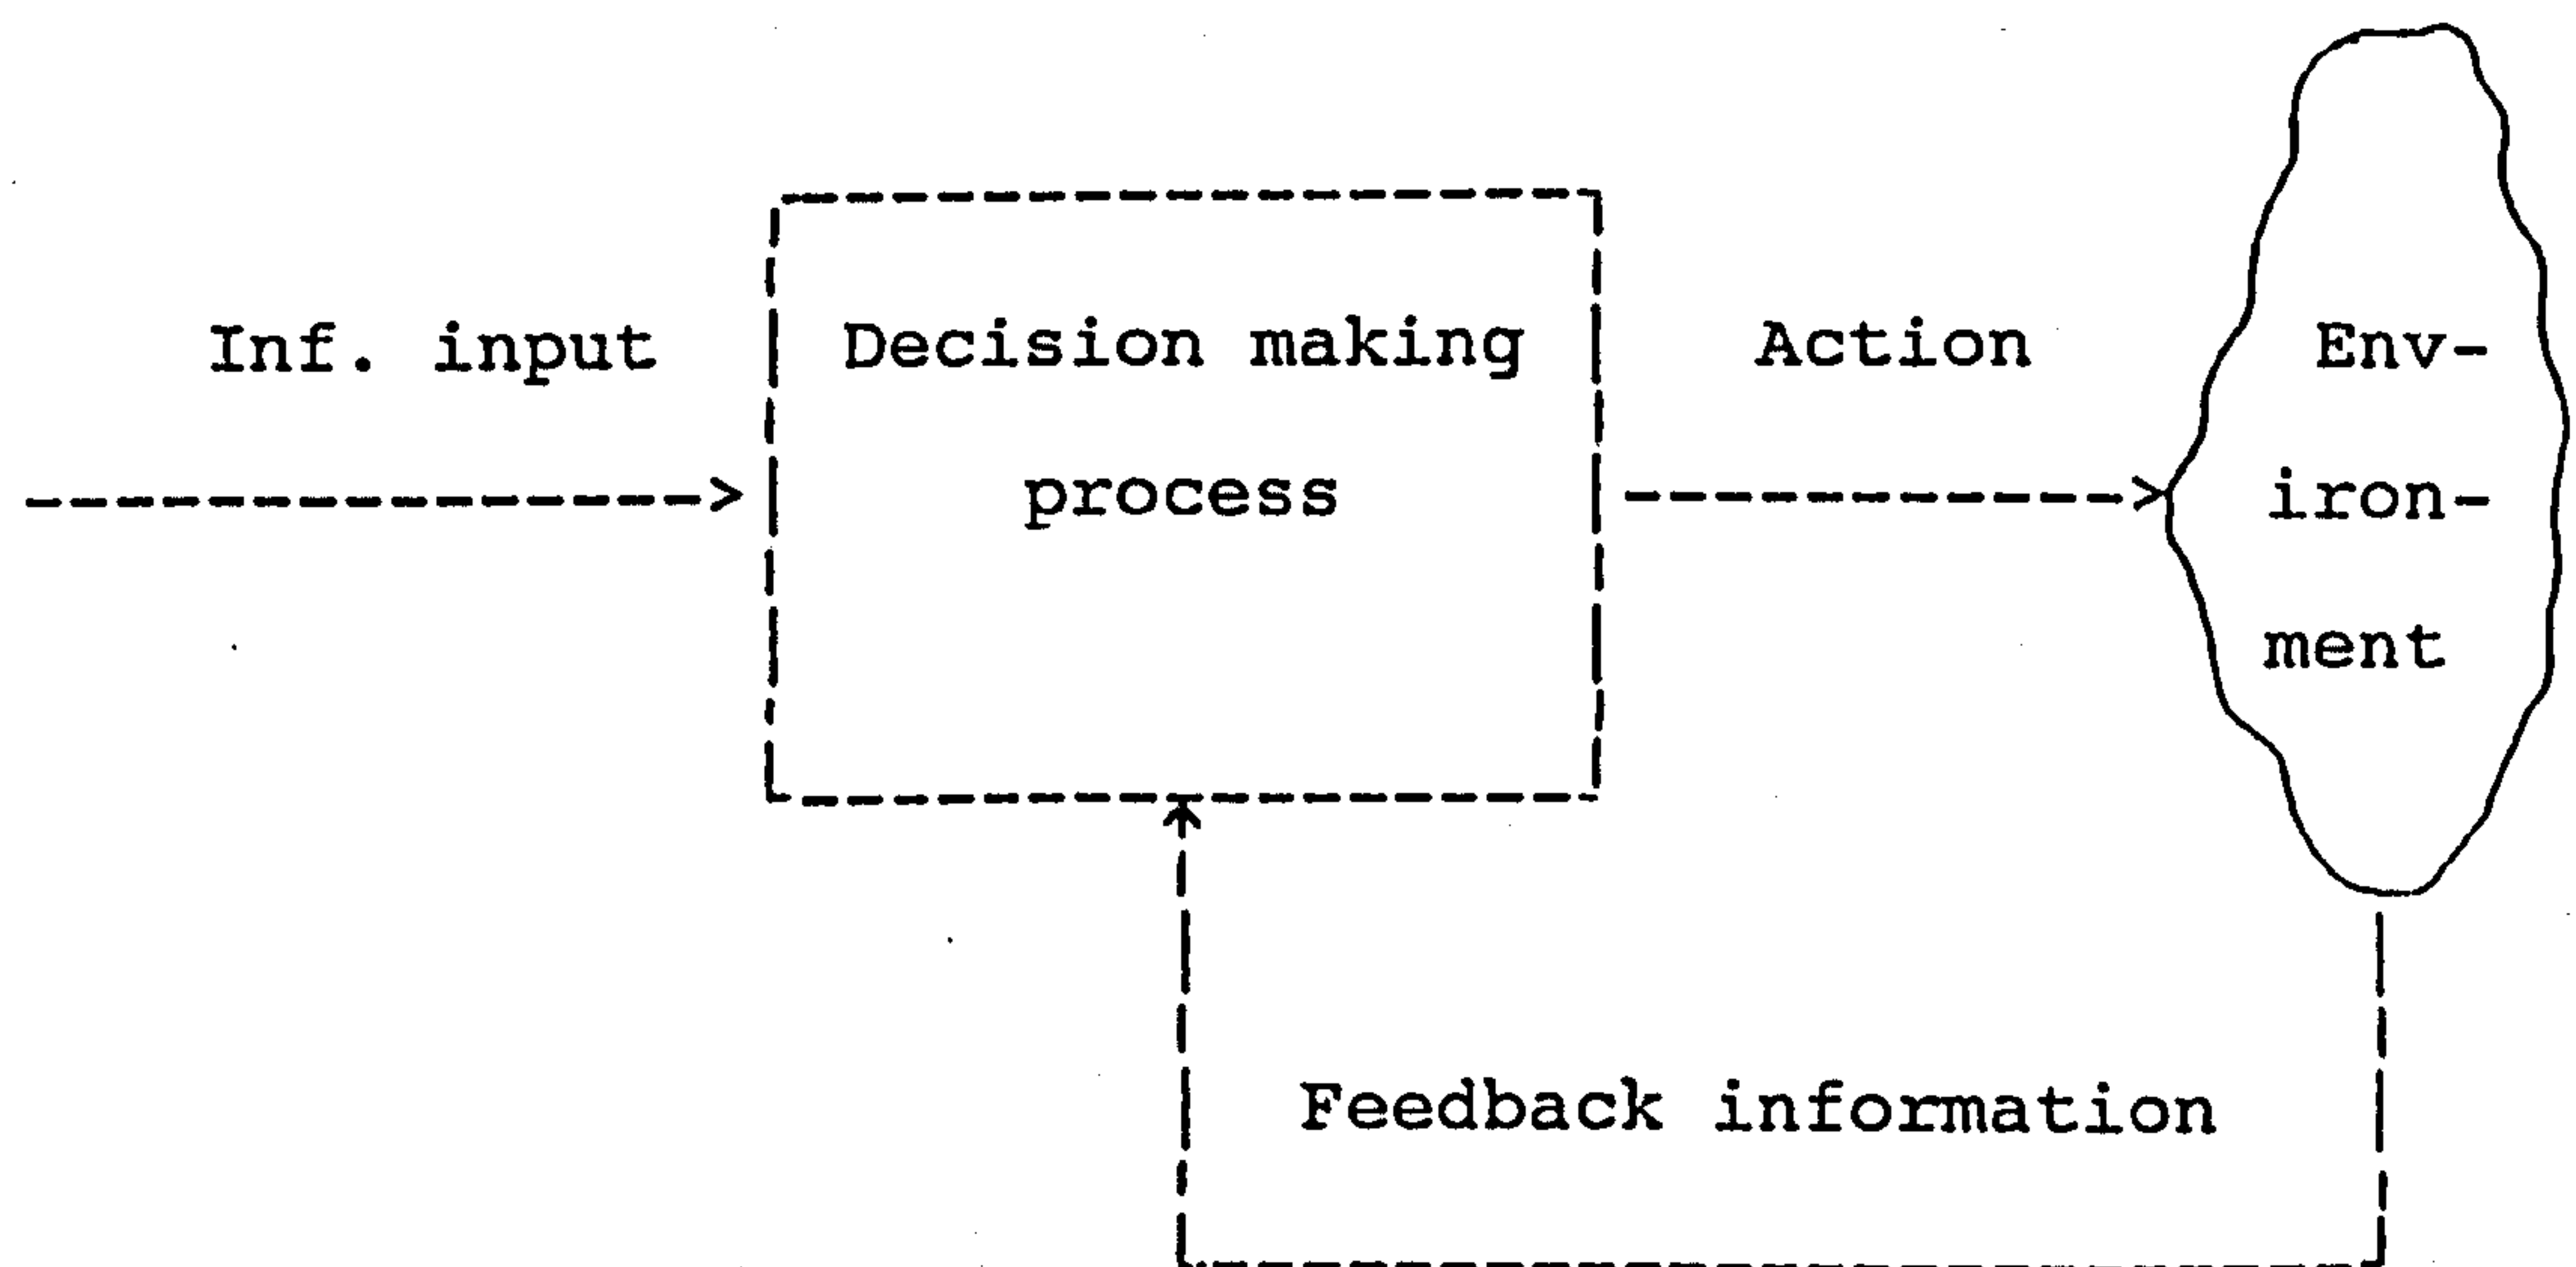 Inf. input
Decision making
process
Action
Env-
iron-
ment
Feedback information